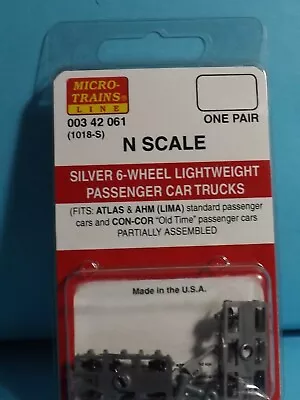 MICRO-
TRAINS®
LINE
003 42 061
(1018-S)
ONE PAIR
N SCALE
SILVER 6-WHEEL LIGHTWEIGHT
PASSENGER CAR TRUCKS
(FITS: ATLAS & AHM (LIMA) standard passenger
cars and CON-COR "Old Time" passenger cars
PARTIALLY ASSEMBLED
Made in the U.S.A.